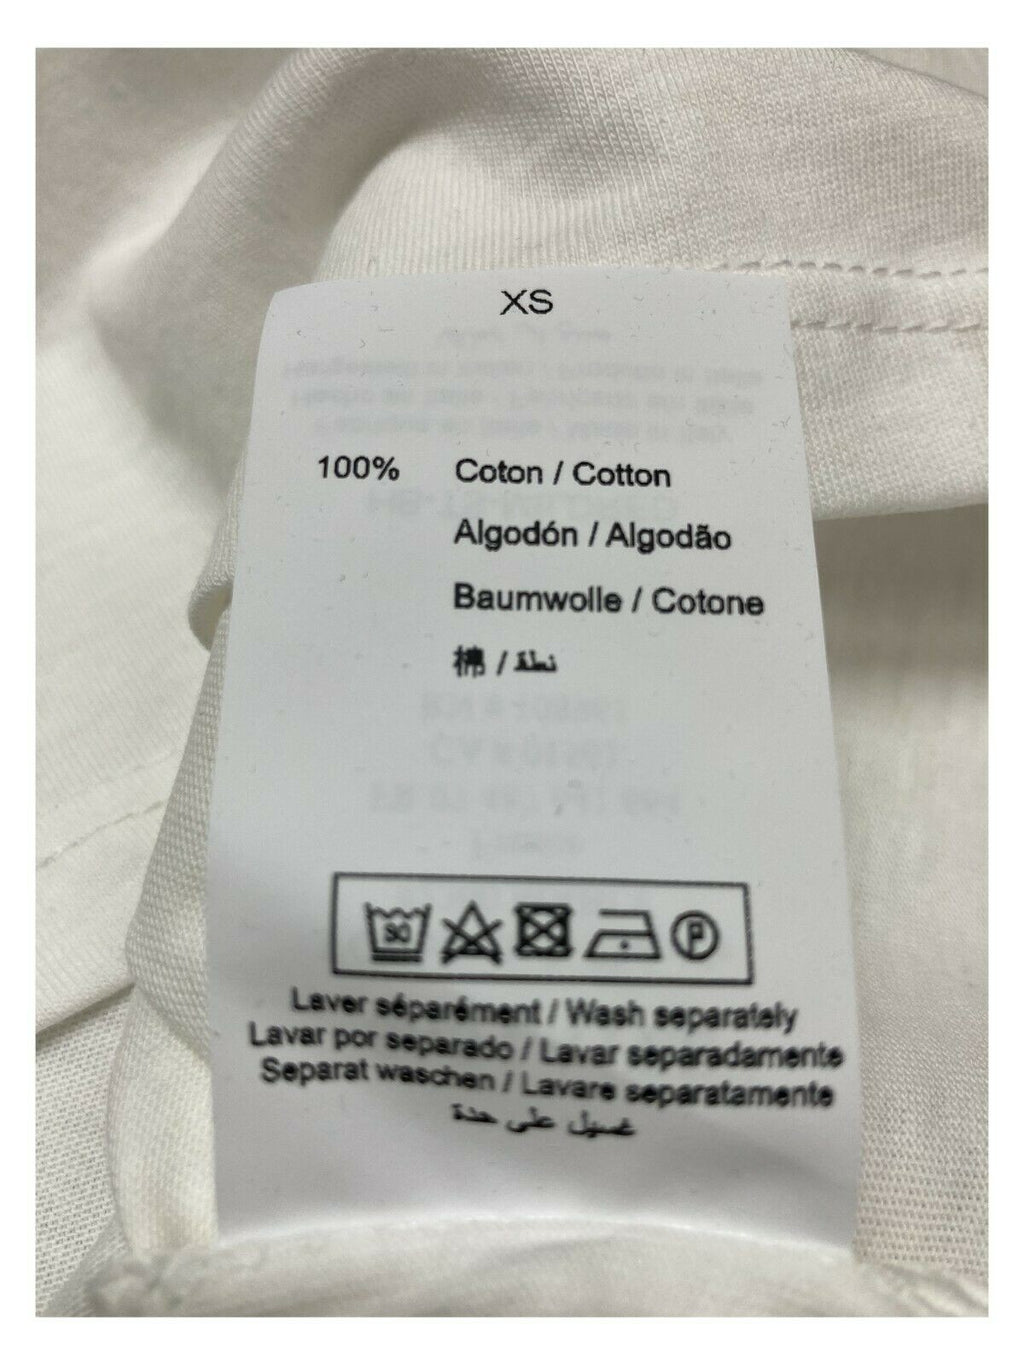 XS
100% Coton / Cotton
Algodón / Algodão
Baumwolle / Cotone
棉 /
30
P
Laver séparément / Wash separately
Lavar por separado / Lavar separadamente
Separat waschen / Lavare separatamente
غسيل على حدة